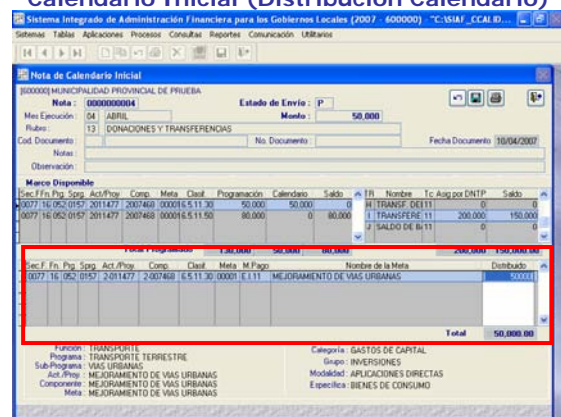 Calendario Inicial (Distribución Calendario)
Sistema Integrado de Administración Financiera para los Gobiernos Locales (2007 - 600000) - "C:\SIAF_CCALID...
Sistemas Tablas Aplicaciones Procesos Consultas Reportes Comunicación Utilitarios
Nota de Calendario Inicial
[600000] MUNICIPALIDAD PROVINCIAL DE PRUEBA
Nota : 0000000004 Estado de Envío : P
Mes Ejecución : 04 ABRIL Monto : 50,000
Rubro : 13 DONACIONES Y TRANSFERENCIAS
Cod. Documento : No. Documento : Fecha Documento 10/04/2007
Notas :
Observación :
Marco Disponible
Sec.F Fn. Prg. Sprg. Act/Proy Comp. Meta Clasif. Programación Calendario Saldo TR Nombre Tc Asig.por DNTP Saldo
0077 16 052 0157 2011477 2007468 00001 6.5.11.30 50,000 50,000 0 H TRANSF. DE 11 0 0
0077 16 052 0157 2011477 2007468 00001 6.5.11.50 80,000 0 80,000 I TRANSFERE 11 200,000 150,000
J SALDO DE B 11 0 0
Total Programado 130,000 50,000 80,000 200,000 150,000.00
Sec.F. Fn. Prg. Sprg. Act./Proy. Comp. Clasif. Meta M.Pago Nombre de la Meta Distribuido
0077 16 052 0157 2-011477 2-007468 6.5.11.30 00001 E.I.11 MEJORAMIENTO DE VIAS URBANAS 50000
Total 50,000.00
Función : TRANSPORTE Categoría : GASTOS DE CAPITAL
Programa : TRANSPORTE TERRESTRE Grupo : INVERSIONES
Sub-Programa : VIAS URBANAS Modalidad : APLICACIONES DIRECTAS
Act./Proy. : MEJORAMIENTO DE VIAS URBANAS Específica : BIENES DE CONSUMO
Componente : MEJORAMIENTO DE VIAS URBANAS
Meta : MEJORAMIENTO DE VIAS URBANAS